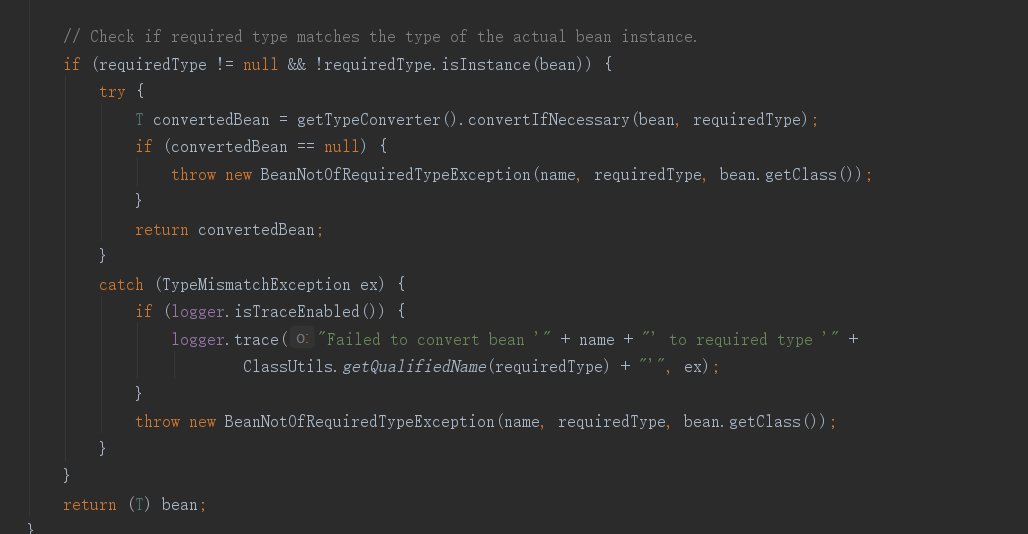 // Check if required type matches the type of the actual bean instance.
if (requiredType != null && !requiredType.isInstance(bean)) {
try {
T convertedBean = getTypeConverter().convertIfNecessary(bean, requiredType);
if (convertedBean == null) {
throw new BeanNotOfRequiredTypeException(name, requiredType, bean.getClass());
}
return convertedBean;
}
catch (TypeMismatchException ex) {
if (logger.isTraceEnabled()) {
logger.trace( o: "Failed to convert bean '" + name + "' to required type '" +
ClassUtils.getQualifiedName(requiredType) + "'", ex);
}
throw new BeanNotOfRequiredTypeException(name, requiredType, bean.getClass());
}
}
return (T) bean;
}